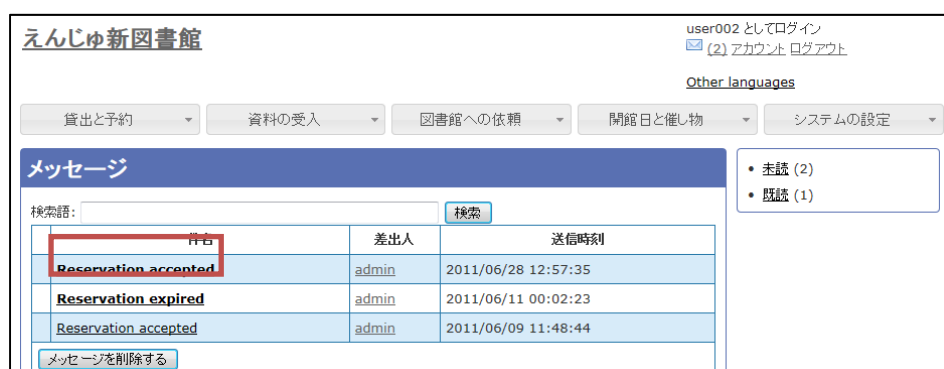 えんじゅ新図書館
user002 としてログイン
(2) アカウント ログアウト
Other languages
貸出と予約 資料の受入 図書館への依頼 開館日と催し物 システムの設定
メッセージ
検索語: 検索
件名 差出人 送信時刻
Reservation accepted admin 2011/06/28 12:57:35
Reservation expired admin 2011/06/11 00:02:23
Reservation accepted admin 2011/06/09 11:48:44
メッセージを削除する
未読 (2)
既読 (1)